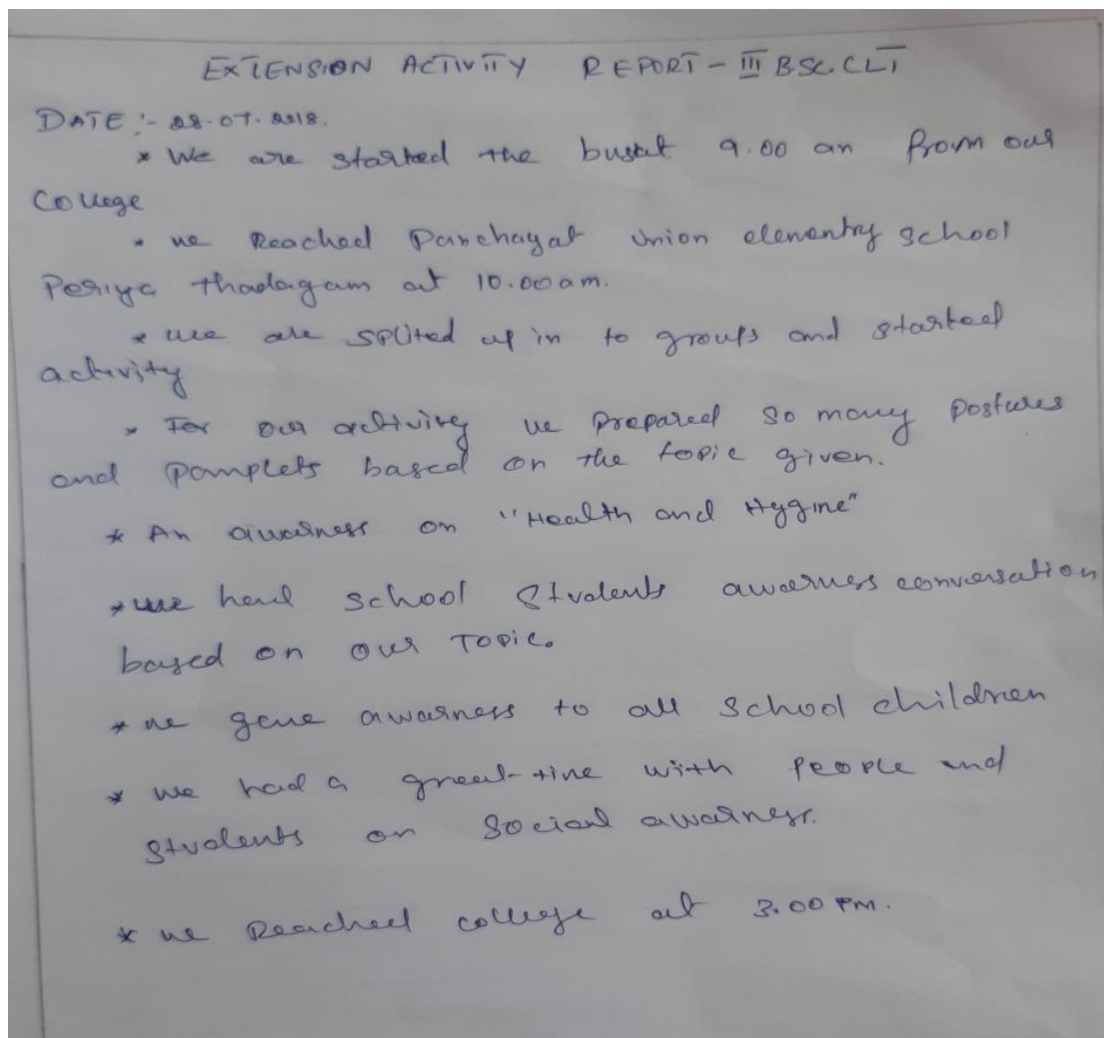 EXTENSION ACTIVITY REPORT - III B.SC. CLT
DATE :- 28.07.2018.
* We are started the busat 9.00 am from our
College
* we Reached Panchayat Union elementry School
Periya thadagam at 10.00 am.
* we are splited up in to groups and started
activity
* For our activity we prepared so many postures
and pamplets based on the topic given.
* An awarness on "Health and Hygine"
* we had school students awarness conversation
based on our Topic.
* we gave awarness to all school children
* we had a great time with people and
students on social awarness.
* we Reached college at 3.00 PM.